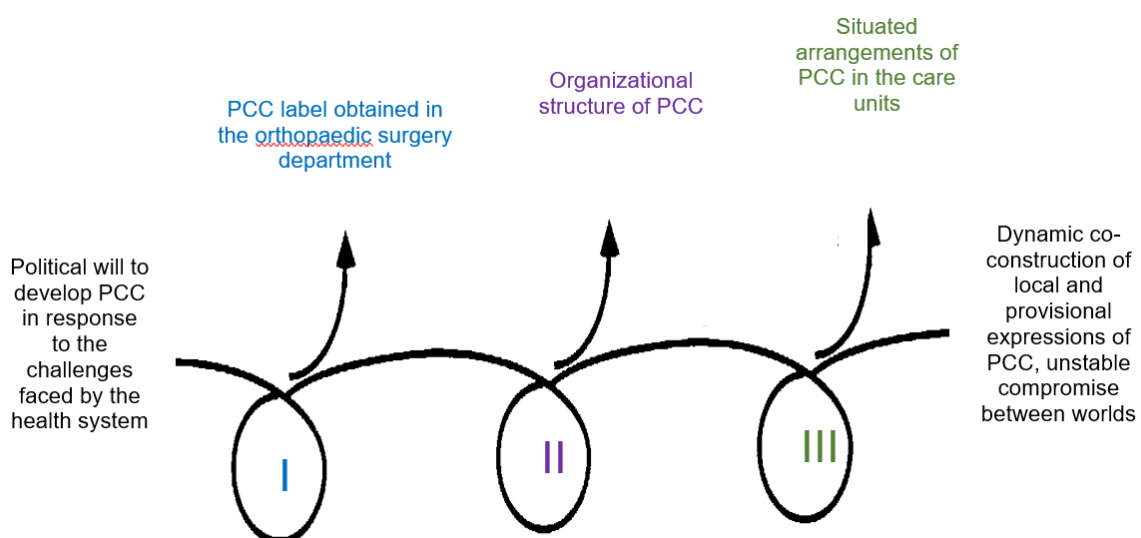 Political will to
develop PCC
in response
to the
challenges
faced by the
health system
PCC label obtained in
the orthopaedic surgery
department
I
Organizational
structure of PCC
II
Situated
arrangements of
PCC in the care
units
III
Dynamic co-
construction of
local and
provisional
expressions of
PCC, unstable
compromise
between worlds